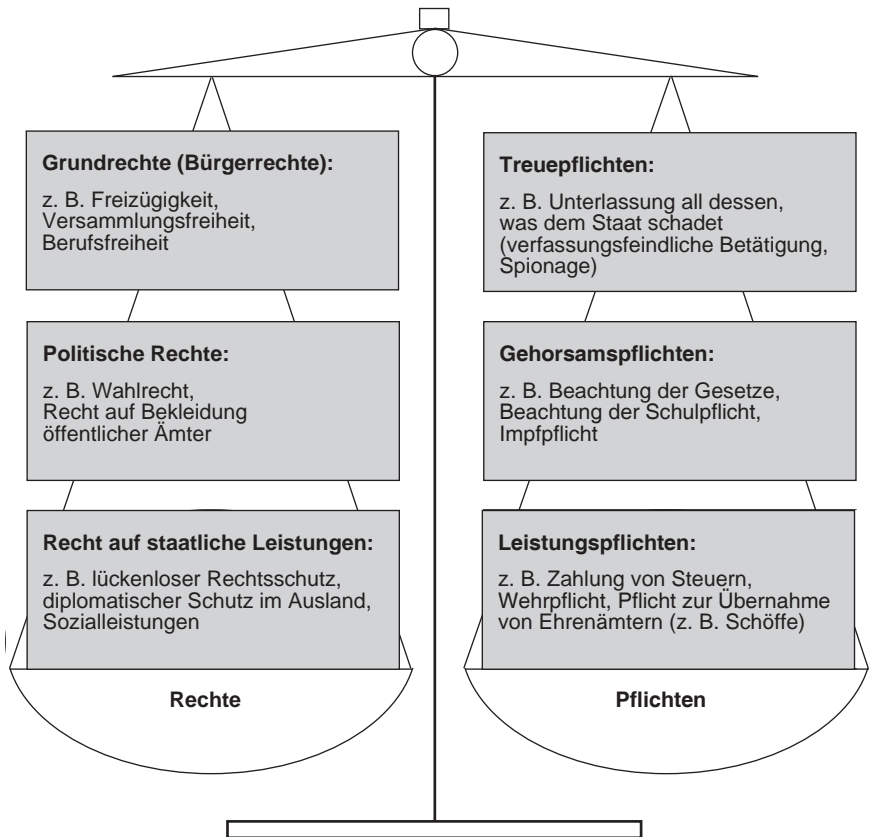 Grundrechte (Bürgerrechte):
z. B. Freizügigkeit,
Versammlungsfreiheit,
Berufsfreiheit
Politische Rechte:
z. B. Wahlrecht,
Recht auf Bekleidung
öffentlicher Ämter
Recht auf staatliche Leistungen:
z. B. lückenloser Rechtsschutz,
diplomatischer Schutz im Ausland,
Sozialleistungen
Rechte
Treuepflichten:
z. B. Unterlassung all dessen,
was dem Staat schadet
(verfassungsfeindliche Betätigung,
Spionage)
Gehorsamspflichten:
z. B. Beachtung der Gesetze,
Beachtung der Schulpflicht,
Impfpflicht
Leistungspflichten:
z. B. Zahlung von Steuern,
Wehrpflicht, Pflicht zur Übernahme
von Ehrenämtern (z. B. Schöffe)
Pflichten